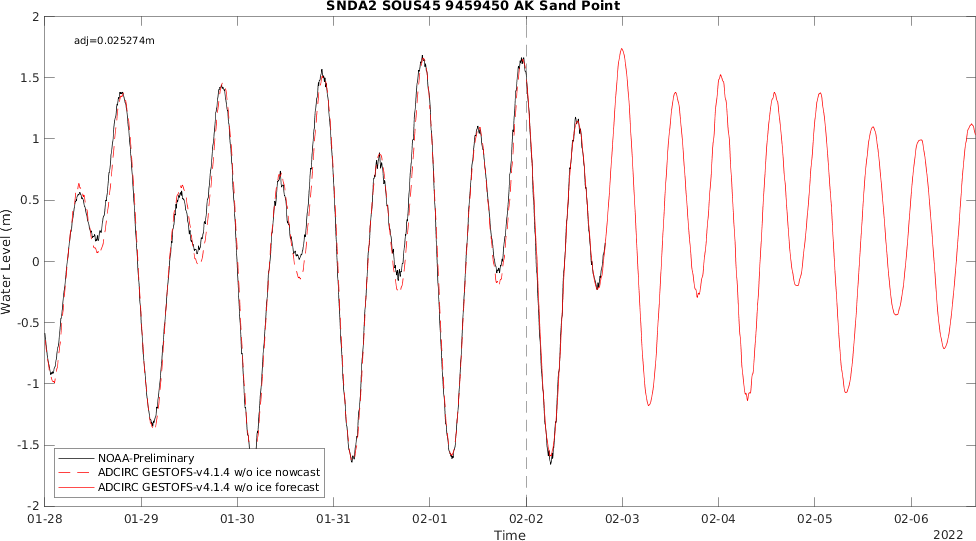 SNDA2 SOUS45 9459450 AK Sand Point
adj=0.025274m
Water Level (m)
2
1.5
1
0.5
0
-0.5
-1
-1.5
-2
NOAA-Preliminary
ADCIRC GESTOFS-v4.1.4 w/o ice nowcast
ADCIRC GESTOFS-v4.1.4 w/o ice forecast
01-28 01-29 01-30 01-31 02-01 02-02 02-03 02-04 02-05 02-06
Time
2022